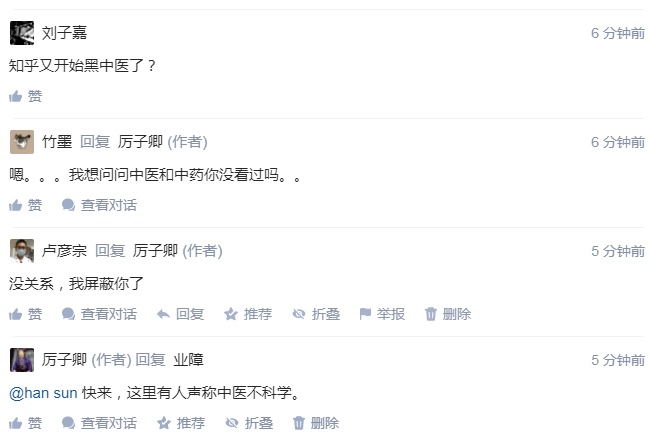 刘子嘉 6 分钟前
知乎又开始黑中医了？
赞
竹墨 回复 厉子卿 (作者) 6 分钟前
嗯。。。我想问问中医和中药你没看过吗。。
赞 查看对话
卢彦宗 回复 厉子卿 (作者) 5 分钟前
没关系，我屏蔽你了
赞 查看对话 回复 推荐 折叠 举报 删除
厉子卿 (作者) 回复 业障 5 分钟前
@han sun 快来，这里有人声称中医不科学。
赞 查看对话 推荐 折叠 删除